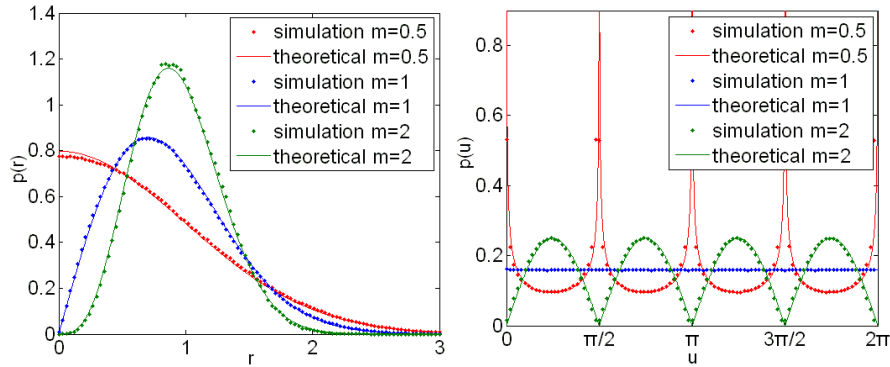 1.4
1.2
1
0.8
0.6
0.4
0.2
0
p(r)
0
1
2
3
r
simulation m=0.5
theoretical m=0.5
simulation m=1
theoretical m=1
simulation m=2
theoretical m=2
0.8
0.6
0.4
0.2
0
p(u)
0
π/2
π
3π/2
2π
u
simulation m=0.5
theoretical m=0.5
simulation m=1
theoretical m=1
simulation m=2
theoretical m=2